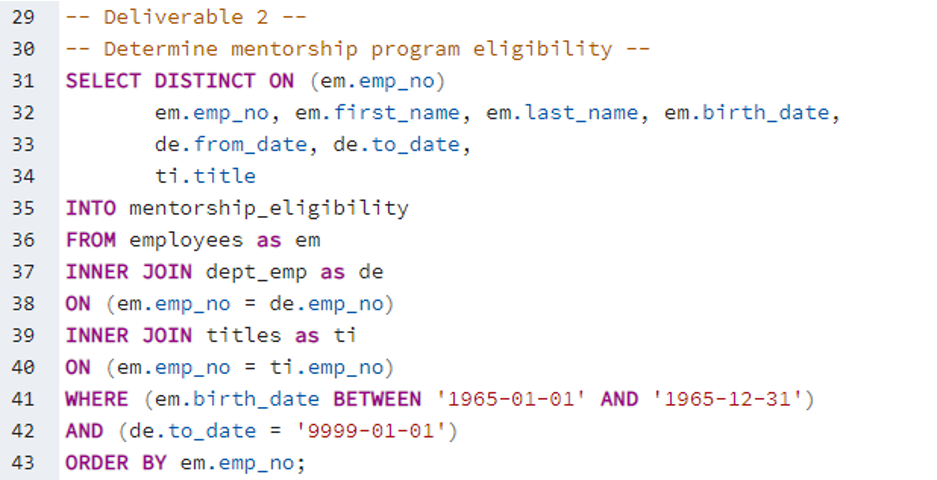 29 -- Deliverable 2 --
30 -- Determine mentorship program eligibility --
31 SELECT DISTINCT ON (em.emp_no)
32 em.emp_no, em.first_name, em.last_name, em.birth_date,
33 de.from_date, de.to_date,
34 ti.title
35 INTO mentorship_eligibility
36 FROM employees as em
37 INNER JOIN dept_emp as de
38 ON (em.emp_no = de.emp_no)
39 INNER JOIN titles as ti
40 ON (em.emp_no = ti.emp_no)
41 WHERE (em.birth_date BETWEEN '1965-01-01' AND '1965-12-31')
42 AND (de.to_date = '9999-01-01')
43 ORDER BY em.emp_no;